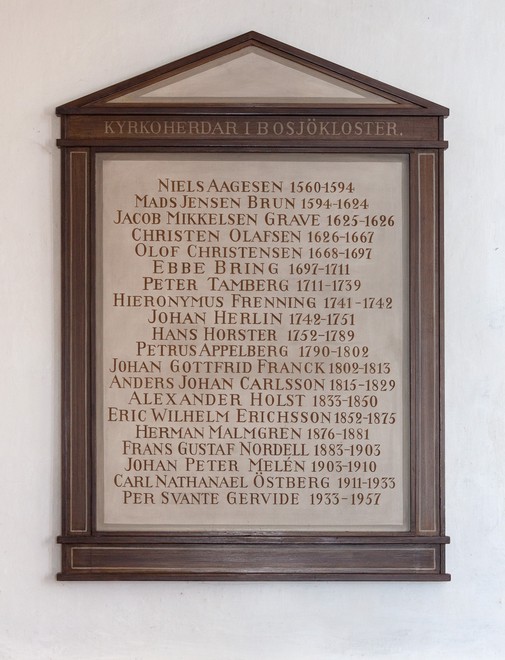 KYRKOHERDAR I BOSJÖKLOSTER.
NIELS AAGESEN 1560-1594
MADS JENSEN BRUN 1594-1624
JACOB MIKKELSEN GRAVE 1625-1626
CHRISTEN OLAFSEN 1626-1667
OLOF CHRISTENSEN 1668-1697
EBBE BRING 1697-1711
PETER TAMBERG 1711-1739
HIERONYMUS FRENNING 1741-1742
JOHAN HERLIN 1742-1751
HANS HORSTER 1752-1789
PETRUS APPELBERG 1790-1802
JOHAN GOTTFRID FRANCK 1802-1813
ANDERS JOHAN CARLSSON 1815-1829
ALEXANDER HOLST 1833-1850
ERIC WILHELM ERICHSSON 1852-1875
HERMAN MALMGREN 1876-1881
FRANS GUSTAF NORDELL 1883-1903
JOHAN PETER MELÉN 1903-1910
CARL NATHANAEL ÖSTBERG 1911-1933
PER SVANTE GERVIDE 1933-1957